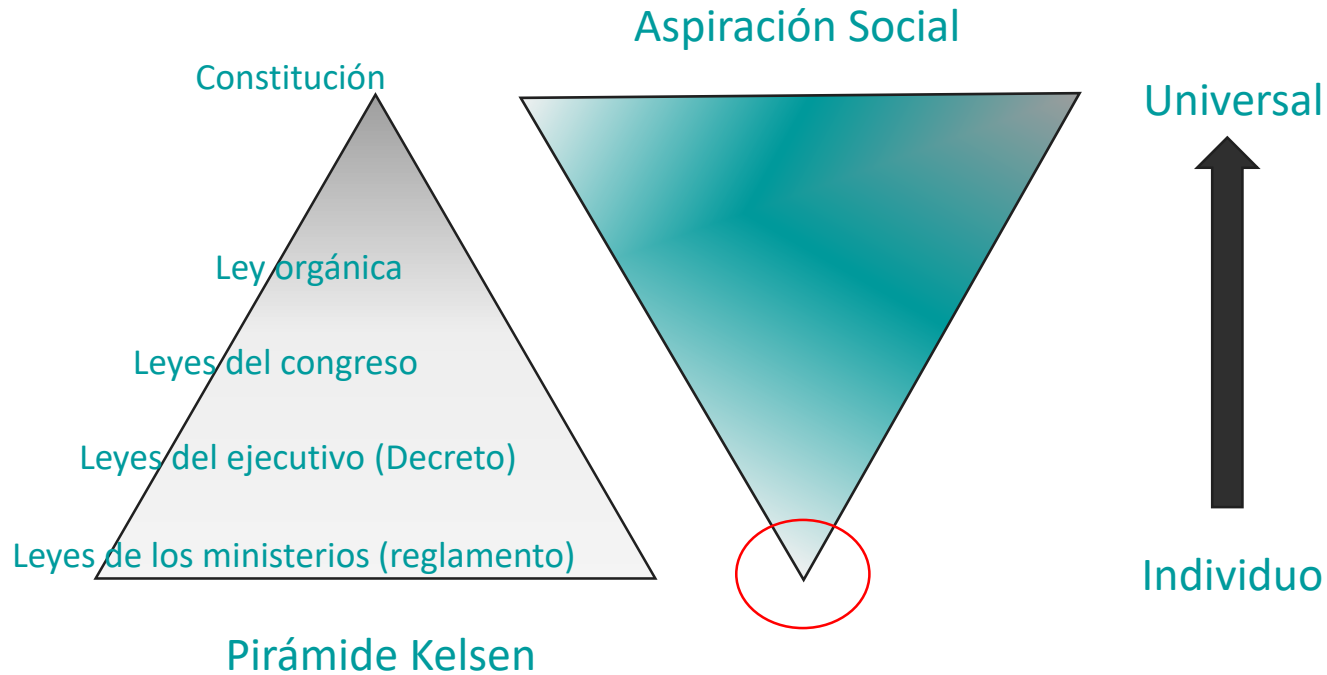 Aspiración Social
Constitución
Universal
Ley orgánica
Leyes del congreso
Leyes del ejecutivo (Decreto)
Leyes de los ministerios (reglamento)
Individuo
Pirámide Kelsen